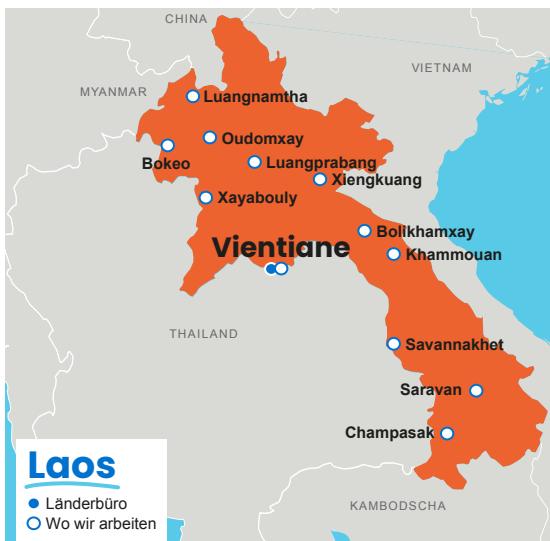 CHINA
VIETNAM
MYANMAR
Luangnamtha
Oudomxay
Bokeo
Luangprabang
Xiengkuang
Xayabouly
Bolikhamxay
Vientiane
Khammouan
THAILAND
Savannakhet
Saravan
Champasak
Laos
Länderbüro
Wo wir arbeiten
KAMBODSCHA